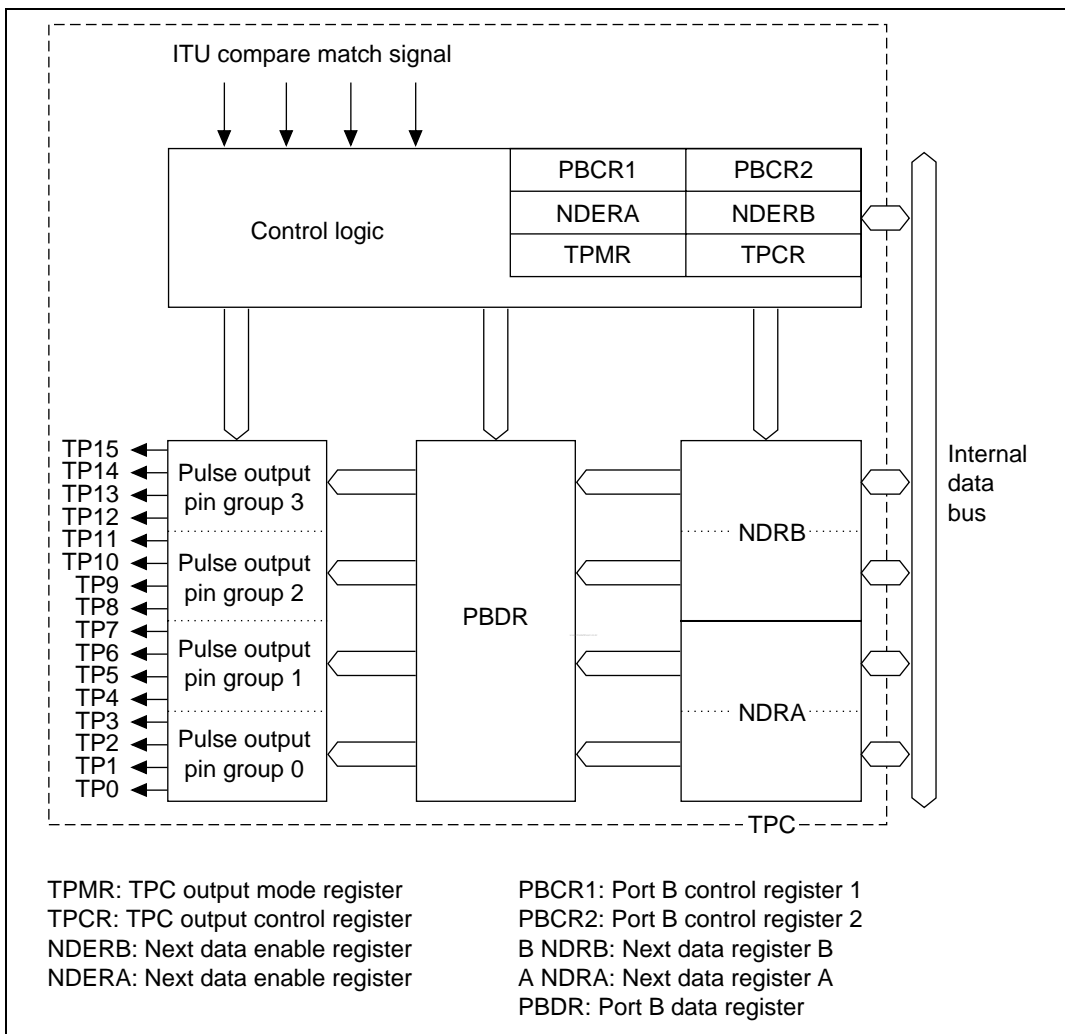 ITU compare match signal
PBCR1 PBCR2
NDERA NDERB
TPMR TPCR
Control logic
TP15
TP14
TP13
TP12
TP11
TP10
TP9
TP8
TP7
TP6
TP5
TP4
TP3
TP2
TP1
TP0
Pulse output
pin group 3
Pulse output
pin group 2
Pulse output
pin group 1
Pulse output
pin group 0
PBDR
NDRB
NDRA
Internal
data
bus
TPC
TPMR: TPC output mode register
TPCR: TPC output control register
NDERB: Next data enable register
NDERA: Next data enable register
PBCR1: Port B control register 1
PBCR2: Port B control register 2
B NDRB: Next data register B
A NDRA: Next data register A
PBDR: Port B data register